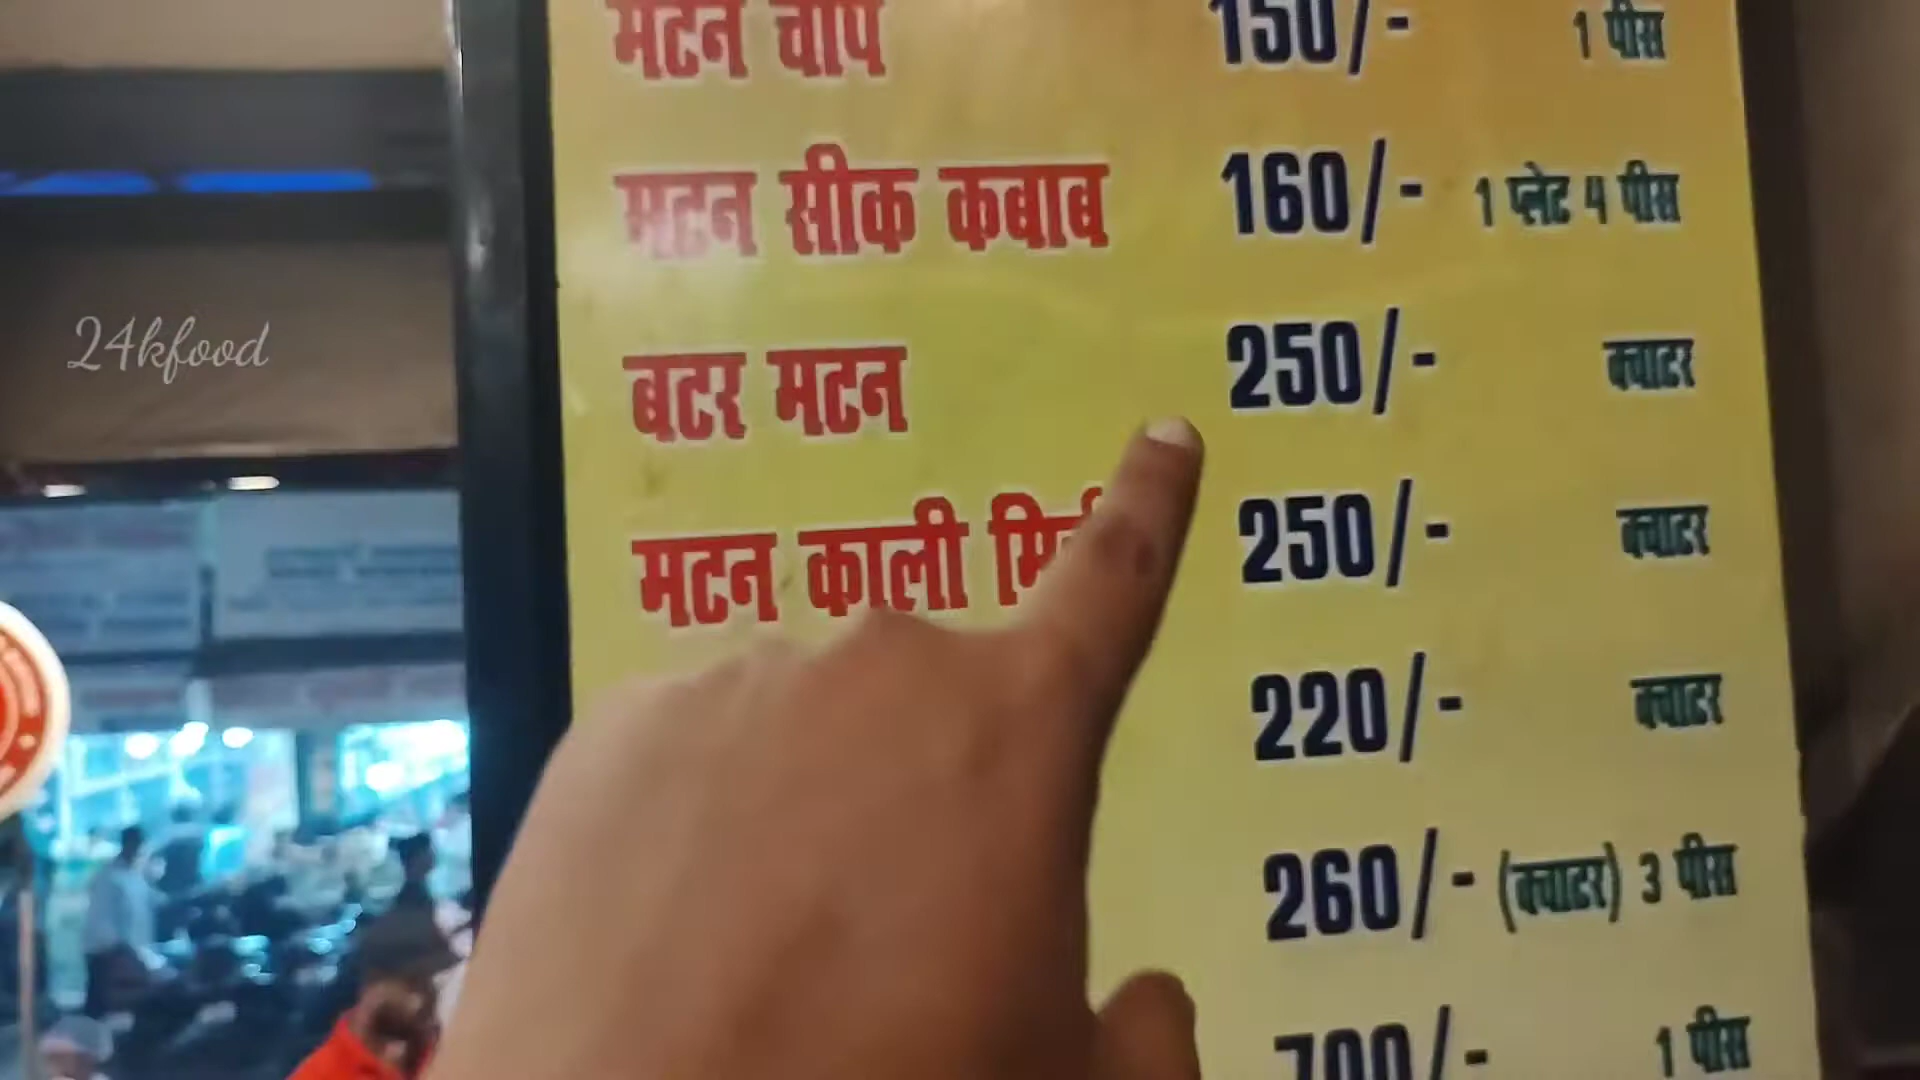 मटन चाप 150/- 1 पीस
मटन सीक कबाब 160/- 1 प्लेट 4 पीस
24kfood
बटर मटन 250/- क्वाटर
मटन काली 250/- क्वाटर
220/- क्वाटर
260/- (क्वाटर) 3 पीस
700/- 1 पीस